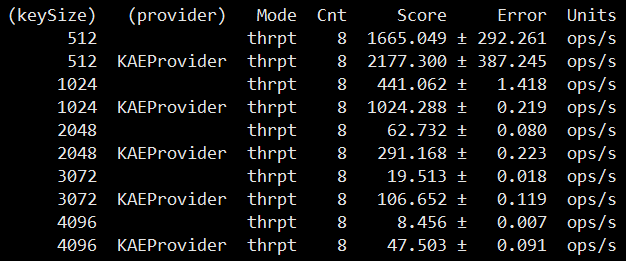 (keySize) (provider) Mode Cnt Score Error Units
512 thrpt 8 1665.049 ± 292.261 ops/s
512 KAEProvider thrpt 8 2177.300 ± 387.245 ops/s
1024 thrpt 8 441.062 ± 1.418 ops/s
1024 KAEProvider thrpt 8 1024.288 ± 0.219 ops/s
2048 thrpt 8 62.732 ± 0.080 ops/s
2048 KAEProvider thrpt 8 291.168 ± 0.223 ops/s
3072 thrpt 8 19.513 ± 0.018 ops/s
3072 KAEProvider thrpt 8 106.652 ± 0.119 ops/s
4096 thrpt 8 8.456 ± 0.007 ops/s
4096 KAEProvider thrpt 8 47.503 ± 0.091 ops/s